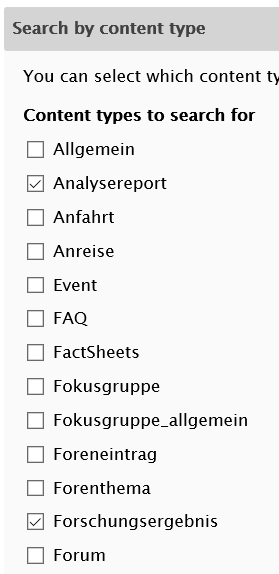 Search by content type
You can select which content ty
Content types to search for
Allgemein
Analysereport
Anfahrt
Anreise
Event
FAQ
FactSheets
Fokusgruppe
Fokusgruppe_allgemein
Foreneintrag
Forenthema
Forschungsergebnis
Forum